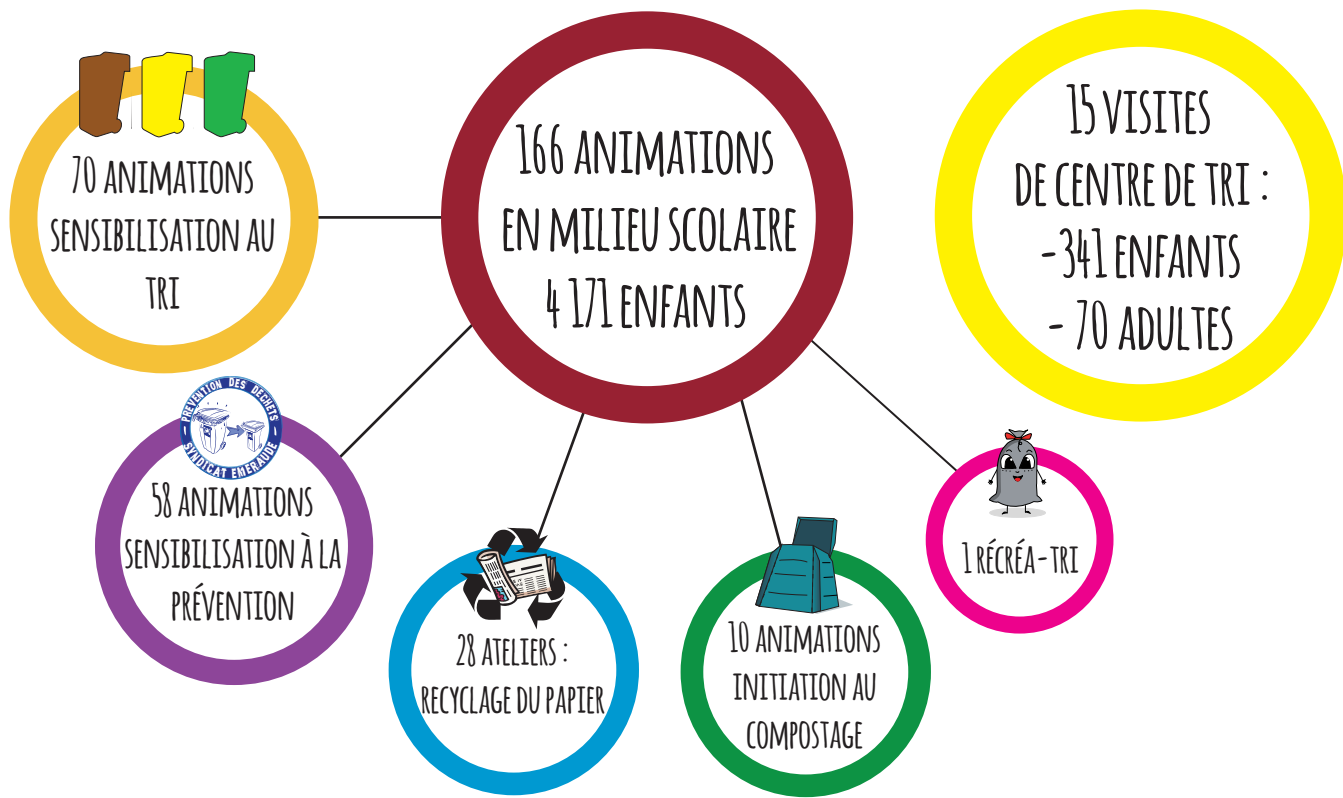 166 ANIMATIONS
EN MILIEU SCOLAIRE
4 171 ENFANTS
15 VISITES
DE CENTRE DE TRI :
-341 ENFANTS
- 70 ADULTES
70 ANIMATIONS
SENSIBILISATION AU
TRI
PREVENTION DES DECHETS
SYNDICAT EMERAUDE
58 ANIMATIONS
SENSIBILISATION À LA
PRÉVENTION
28 ATELIERS :
RECYCLAGE DU PAPIER
10 ANIMATIONS
INITIATION AU
COMPOSTAGE
1 RÉCRÉA-TRI